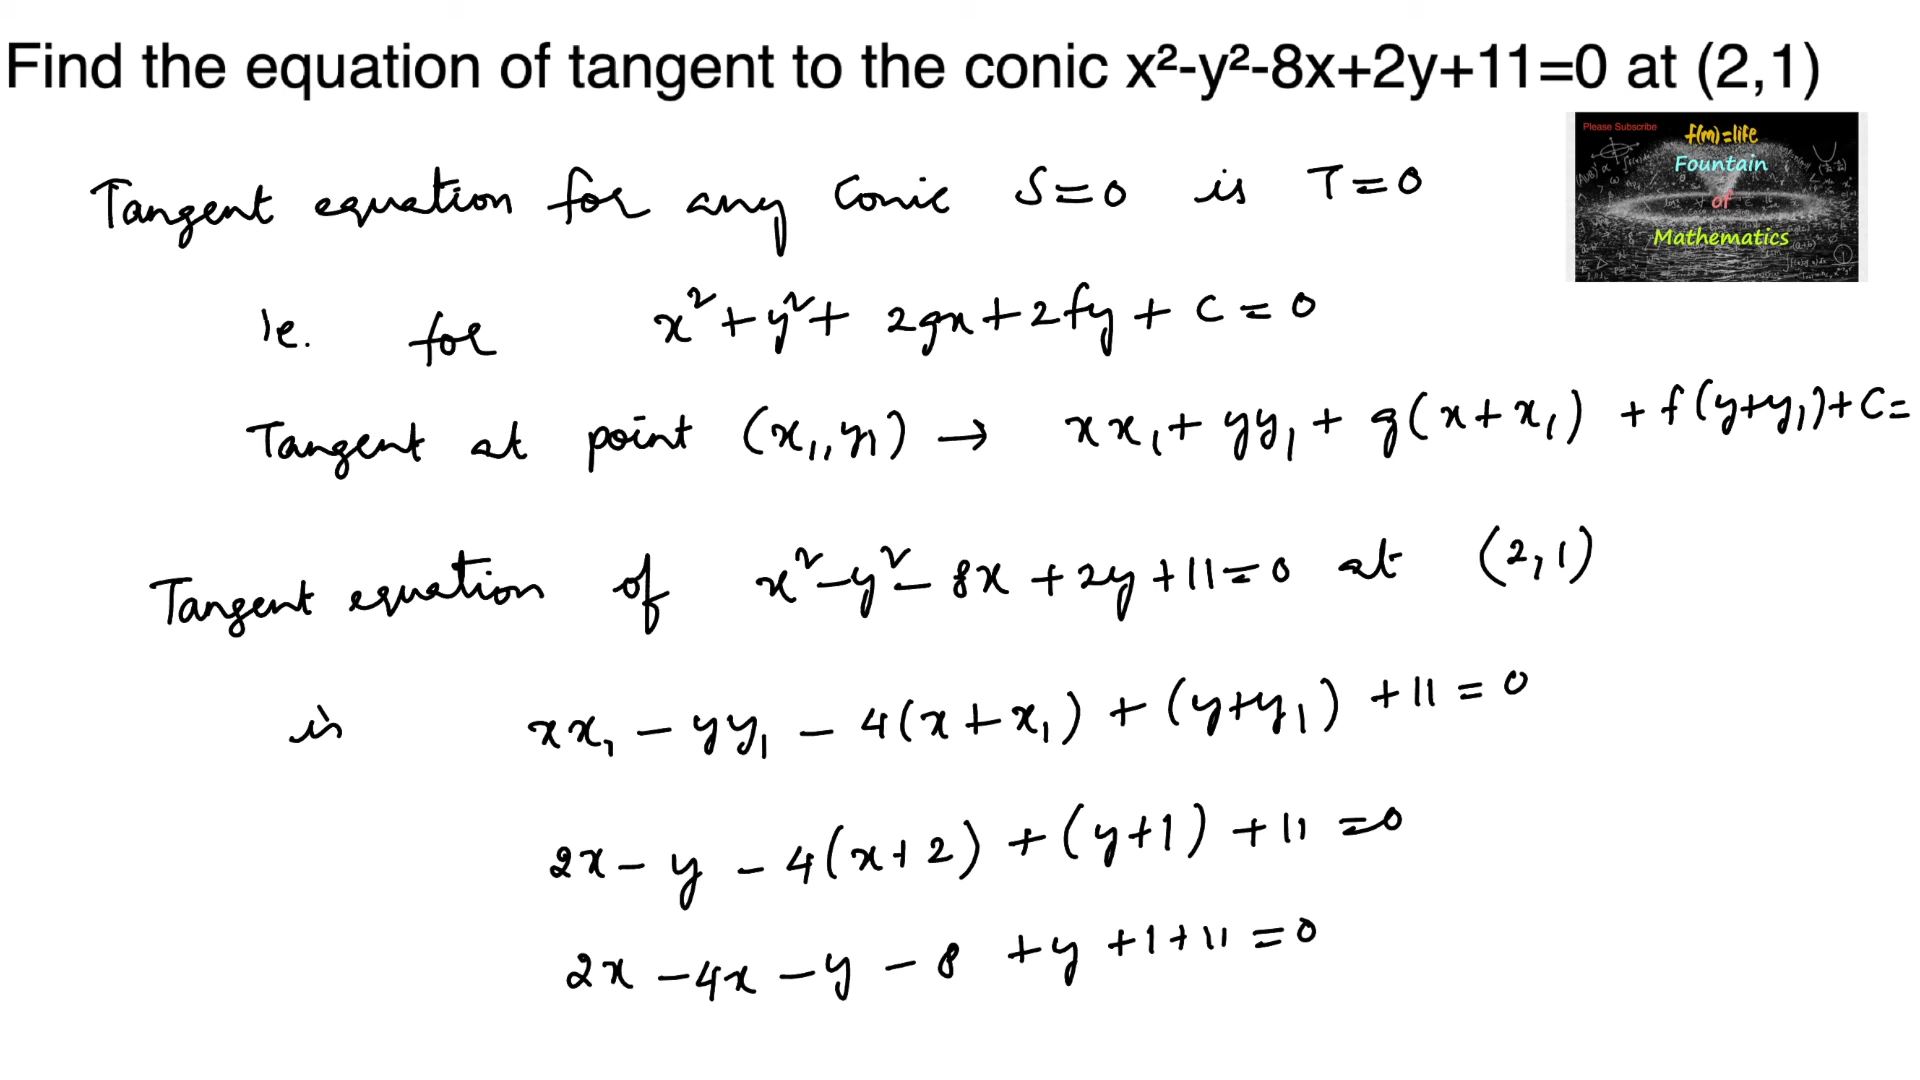 Find the equation of tangent to the conic x²-y²-8x+2y+11=0 at (2,1)
Please Subscribe
f(m)=life
Fountain
of
Mathematics
Tangent equation for any Conic S=0 is T=0
ie. for x²+y²+ 2gx+2fy+C=0
Tangent at point (x₁,y₁) → xx₁+yy₁+g(x+x₁)+f(y+y₁)+C=
Tangent equation of x²-y²-8x+2y+11=0 at (2,1)
is xx₁-yy₁-4(x+x₁)+(y+y₁)+11=0
2x-y-4(x+2)+(y+1)+11=0
2x-4x-y-8+y+1+11=0